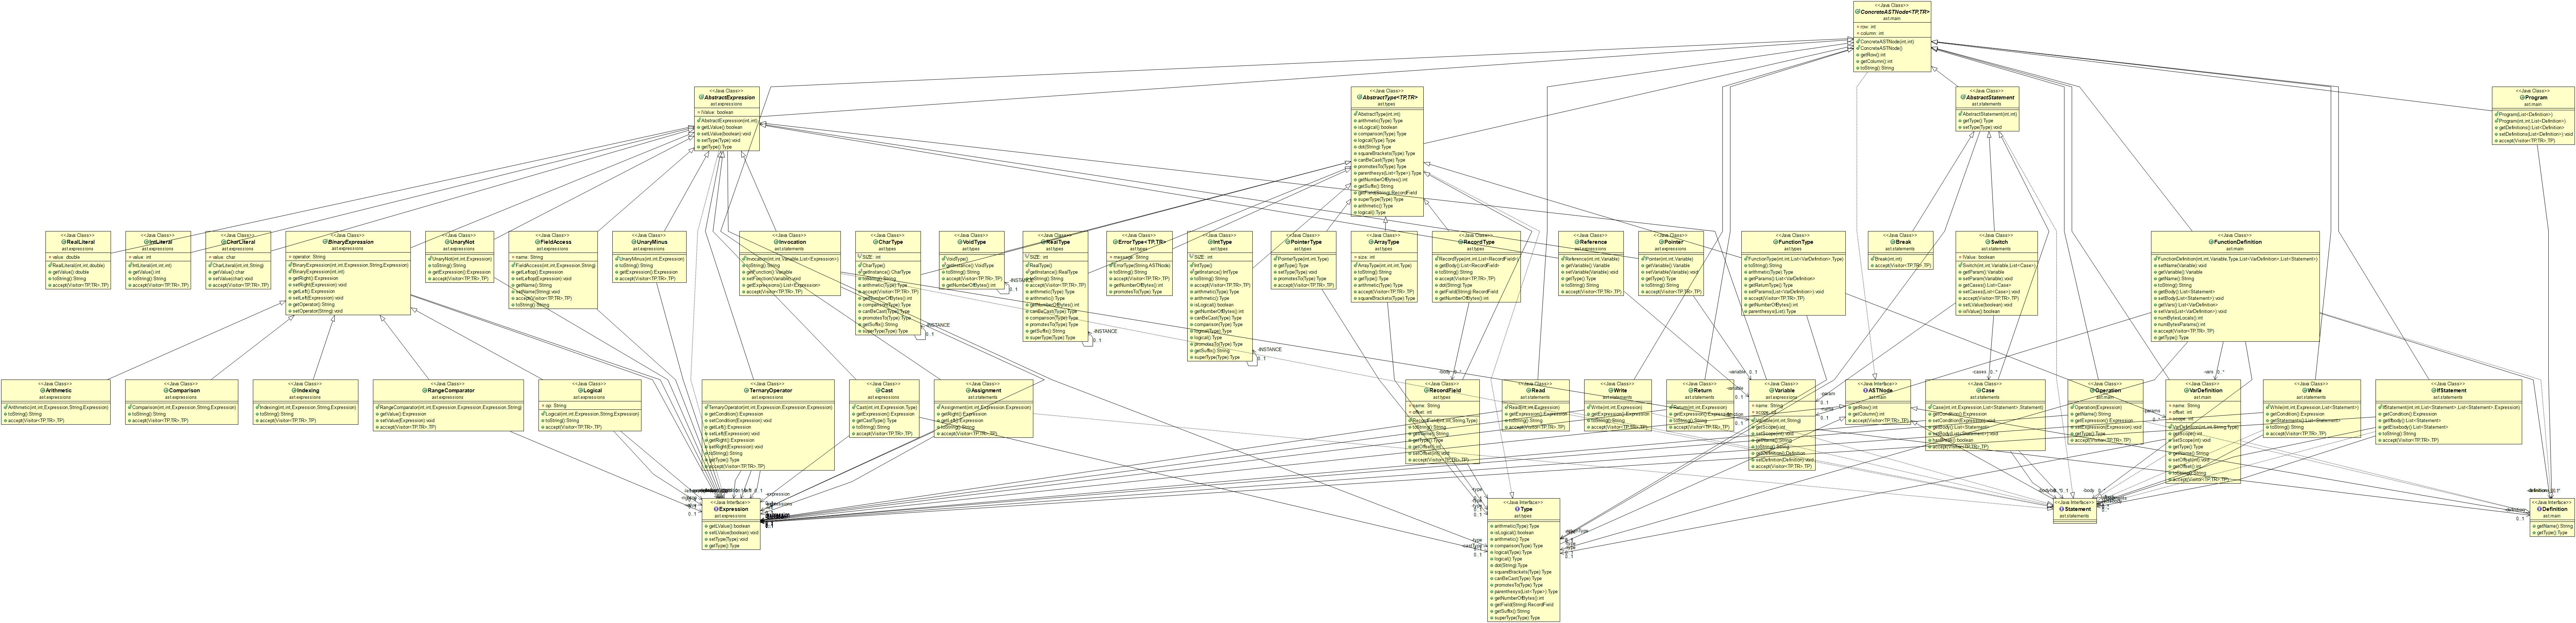 <<Java Class>>
ConcreteASTNode<TP,TR>
ast.main
row: int
column: int
ConcreteASTNode(int,int)
ConcreteASTNode()
getRow():int
getColumn():int
toString():String
<<Java Class>>
AbstractExpression
ast.expressions
lValue: boolean
AbstractExpression(int,int)
getLValue():boolean
setLValue(boolean):void
setType(Type):void
getType():Type
<<Java Class>>
AbstractType<TP,TR>
ast.types
AbstractType(int,int)
arithmetic(Type):Type
isLogical():boolean
comparison(Type):Type
logical(Type):Type
dot(String):Type
squareBrackets(Type):Type
canBeCast(Type):Type
promotesTo(Type):Type
parenthesys(List<Type>):Type
getNumberOfBytes():int
getSuffix():String
getField(String):RecordField
superType(Type):Type
arithmetic():Type
logical():Type
<<Java Class>>
AbstractStatement
ast.statements
AbstractStatement(int,int)
getType():Type
setType(Type):void
<<Java Class>>
Program
ast.main
Program(List<Definition>)
Program(int,int,List<Definition>)
getDefinitions():List<Definition>
setDefinitions(List<Definition>):void
accept(Visitor<TP,TR>,TP)
<<Java Class>>
RealLiteral
ast.expressions
value: double
RealLiteral(int,int,double)
getValue():double
toString():String
accept(Visitor<TP,TR>,TP)
<<Java Class>>
IntLiteral
ast.expressions
value: int
IntLiteral(int,int,int)
getValue():int
toString():String
accept(Visitor<TP,TR>,TP)
<<Java Class>>
CharLiteral
ast.expressions
value: char
CharLiteral(int,int,String)
getValue():char
setValue(char):void
accept(Visitor<TP,TR>,TP)
<<Java Class>>
BinaryExpression
ast.expressions
operator: String
BinaryExpression(int,int,Expression,String,Expression)
BinaryExpression(int,int)
getRight():Expression
setRight(Expression):void
getLeft():Expression
setLeft(Expression):void
getOperator():String
setOperator(String):void
<<Java Class>>
UnaryNot
ast.expressions
UnaryNot(int,int,Expression)
toString():String
getExpression():Expression
accept(Visitor<TP,TR>,TP)
<<Java Class>>
FieldAccess
ast.expressions
name: String
FieldAccess(int,int,Expression,String)
getLeftop():Expression
setLeftop(Expression):void
getName():String
setName(String):void
accept(Visitor<TP,TR>,TP)
toString():String
<<Java Class>>
UnaryMinus
ast.expressions
UnaryMinus(int,int,Expression)
toString():String
getExpression():Expression
accept(Visitor<TP,TR>,TP)
<<Java Class>>
Invocation
ast.statements
Invocation(int,int,Variable,List<Expression>)
toString():String
getFunction():Variable
setFunction(Variable):void
getExpressions():List<Expression>
accept(Visitor<TP,TR>,TP)
<<Java Class>>
CharType
ast.types
SIZE: int
CharType()
getInstance():CharType
toString():String
arithmetic(Type):Type
accept(Visitor<TP,TR>,TP)
getNumberOfBytes():int
comparison(Type):Type
canBeCast(Type):Type
promotesTo(Type):Type
getSuffix():String
superType(Type):Type
-INSTANCE
0..1
<<Java Class>>
VoidType
ast.types
VoidType()
getInstance():VoidType
toString():String
accept(Visitor<TP,TR>,TP)
getNumberOfBytes():int
0..1
<<Java Class>>
RealType
ast.types
SIZE: int
RealType()
getInstance():RealType
toString():String
accept(Visitor<TP,TR>,TP)
arithmetic(Type):Type
arithmetic():Type
getNumberOfBytes():int
canBeCast(Type):Type
comparison(Type):Type
promotesTo(Type):Type
getSuffix():String
superType(Type):Type
-INSTANCE
0..1
<<Java Class>>
ErrorType<TP,TR>
ast.types
message: String
ErrorType(String,ASTNode)
toString():String
accept(Visitor<TP,TR>,TP)
getNumberOfBytes():int
promotesTo(Type):Type
<<Java Class>>
IntType
ast.types
SIZE: int
IntType()
getInstance():IntType
toString():String
accept(Visitor<TP,TR>,TP)
arithmetic(Type):Type
arithmetic():Type
isLogical():boolean
getNumberOfBytes():int
canBeCast(Type):Type
comparison(Type):Type
logical(Type):Type
logical():Type
promotesTo(Type):Type
getSuffix():String
superType(Type):Type
-INSTANCE
0..1
<<Java Class>>
PointerType
ast.types
PointerType(int,int,Type)
getType():Type
setType(Type):void
promotesTo(Type):Type
accept(Visitor<TP,TR>,TP)
<<Java Class>>
ArrayType
ast.types
size: int
ArrayType(int,int,int,Type)
toString():String
getType():Type
accept(Visitor<TP,TR>,TP)
arithmetic(Type):Type
accept(Visitor<TP,TR>,TP)
squareBrackets(Type):Type
<<Java Class>>
RecordType
ast.types
RecordType(int,int,List<RecordField>)
getBody():List<RecordField>
toString():String
accept(Visitor<TP,TR>,TP)
dot(String):Type
getField(String):RecordField
getNumberOfBytes():int
<<Java Class>>
Reference
ast.expressions
Reference(int,int,Variable)
getVariable():Variable
setVariable(Variable):void
getType():Type
toString():String
accept(Visitor<TP,TR>,TP)
<<Java Class>>
Pointer
ast.expressions
Pointer(int,int,Variable)
getVariable():Variable
setVariable(Variable):void
getType():Type
toString():String
accept(Visitor<TP,TR>,TP)
<<Java Class>>
FunctionType
ast.types
FunctionType(int,int,List<VarDefinition>,Type)
toString():String
arithmetic(Type):Type
getParams():List<VarDefinition>
getReturnType():Type
setParams(List<VarDefinition>):void
accept(Visitor<TP,TR>,TP)
getNumberOfBytes():int
parenthesys(List):Type
<<Java Class>>
Break
ast.statements
Break(int,int)
accept(Visitor<TP,TR>,TP)
<<Java Class>>
Switch
ast.statements
lValue: boolean
Switch(int,int,Variable,List<Case>)
getParam():Variable
setParam(Variable):void
getCases():List<Case>
setCases(List<Case>):void
accept(Visitor<TP,TR>,TP)
setLValue(boolean):void
isValue():boolean
<<Java Class>>
FunctionDefinition
ast.main
FunctionDefinition(int,int,Variable,Type,List<VarDefinition>,List<Statement>)
setName(Variable):void
getVariable():Variable
getName():String
toString():String
getBody():List<Statement>
setBody(List<Statement>):void
getVars():List<VarDefinition>
setVars(List<VarDefinition>):void
numBytesLocals():int
numBytesParams():int
accept(Visitor<TP,TR>,TP)
getType():Type
<<Java Class>>
Arithmetic
ast.expressions
Arithmetic(int,int,Expression,String,Expression)
toString():String
accept(Visitor<TP,TR>,TP)
<<Java Class>>
Comparison
ast.expressions
Comparison(int,int,Expression,String,Expression)
toString():String
accept(Visitor<TP,TR>,TP)
<<Java Class>>
Indexing
ast.expressions
Indexing(int,int,Expression,String,Expression)
toString():String
accept(Visitor<TP,TR>,TP)
<<Java Class>>
RangeComparator
ast.expressions
RangeComparator(int,int,Expression,Expression,Expression,String)
getValue():Expression
setValue(Expression):void
accept(Visitor<TP,TR>,TP)
<<Java Class>>
Logical
ast.expressions
op: String
Logical(int,int,Expression,String,Expression)
toString():String
accept(Visitor<TP,TR>,TP)
<<Java Class>>
TernaryOperator
ast.expressions
TernaryOperator(int,int,Expression,Expression,Expression)
getCondition():Expression
setCondition(Expression):void
getLeft():Expression
setLeft(Expression):void
getRight():Expression
setRight(Expression):void
toString():String
getType():Type
accept(Visitor<TP,TR>,TP)
<<Java Class>>
Cast
ast.expressions
Cast(int,int,Expression,Type)
getExpression():Expression
getCastType():Type
toString():String
accept(Visitor<TP,TR>,TP)
<<Java Class>>
Assignment
ast.statements
Assignment(int,int,Expression,Expression)
getRight():Expression
getLeft():Expression
toString():String
accept(Visitor<TP,TR>,TP)
-body 0..*
<<Java Class>>
RecordField
ast.types
name: String
offset: int
RecordField(int,int,String,Type)
toString():String
getName():String
getType():Type
getOffset():int
setOffset(int):void
accept(Visitor<TP,TR>,TP)
<<Java Class>>
Read
ast.statements
Read(int,int,Expression)
getExpression():Expression
toString():String
accept(Visitor<TP,TR>,TP)
<<Java Class>>
Write
ast.statements
Write(int,int,Expression)
getExpression():Expression
toString():String
accept(Visitor<TP,TR>,TP)
<<Java Class>>
Return
ast.statements
Return(int,int,Expression)
getExpression():Expression
toString():String
accept(Visitor<TP,TR>,TP)
-variable 0..1
<<Java Class>>
Variable
ast.expressions
name: String
scope: int
Variable(int,int,String)
getScope():int
setScope(int):void
getName():String
toString():String
getDefinition():Definition
setDefinition(Definition):void
accept(Visitor<TP,TR>,TP)
-param
0..1
<<Java Interface>>
ASTNode
ast.main
getRow():int
getColumn():int
accept(Visitor<TP,TR>,TP)
-cases 0..*
<<Java Class>>
Case
ast.statements
Case(int,int,Expression,List<Statement>,Statement)
getCondition():Expression
setCondition(Expression):void
getBody():List<Statement>
setBody(List<Statement>):void
hasBreak():boolean
accept(Visitor<TP,TR>,TP)
<<Java Class>>
Operation
ast.statements
Operation(Expression)
getName():String
getExpression():Expression
setExpression(Expression):void
getType():Type
accept(Visitor<TP,TR>,TP)
-params
0..*
-vars 0..*
<<Java Class>>
VarDefinition
ast.main
name: String
offset: int
scope: int
VarDefinition(int,int,String,Type)
getScope():int
setScope(int):void
getType():Type
getName():String
setOffset(int):void
getOffset():int
toString():String
accept(Visitor<TP,TR>,TP)
<<Java Class>>
While
ast.statements
While(int,int,Expression,List<Statement>)
getCondition():Expression
getStatements():List<Statement>
toString():String
accept(Visitor<TP,TR>,TP)
<<Java Class>>
IfStatement
ast.statements
IfStatement(int,int,List<Statement>,List<Statement>,Expression)
getCondition():Expression
getIfBody():List<Statement>
getElseBody():List<Statement>
toString():String
accept(Visitor<TP,TR>,TP)
<<Java Interface>>
Expression
ast.expressions
getLValue():boolean
setLValue(boolean):void
setType(Type):void
getType():Type
-expression
0..1
<<Java Interface>>
Type
ast.types
arithmetic(Type):Type
isLogical():boolean
arithmetic():Type
comparison(Type):Type
logical(Type):Type
logical():Type
dot(String):Type
squareBrackets(Type):Type
canBeCast(Type):Type
promotesTo(Type):Type
parenthesys(List<Type>):Type
getNumberOfBytes():int
getField(String):RecordField
getSuffix():String
superType(Type):Type
-type
0..1
-castType
0..1
<<Java Interface>>
Statement
ast.statements
-body 0..*
-definition
0..1
<<Java Interface>>
Definition
ast.main
getName():String
getType():Type